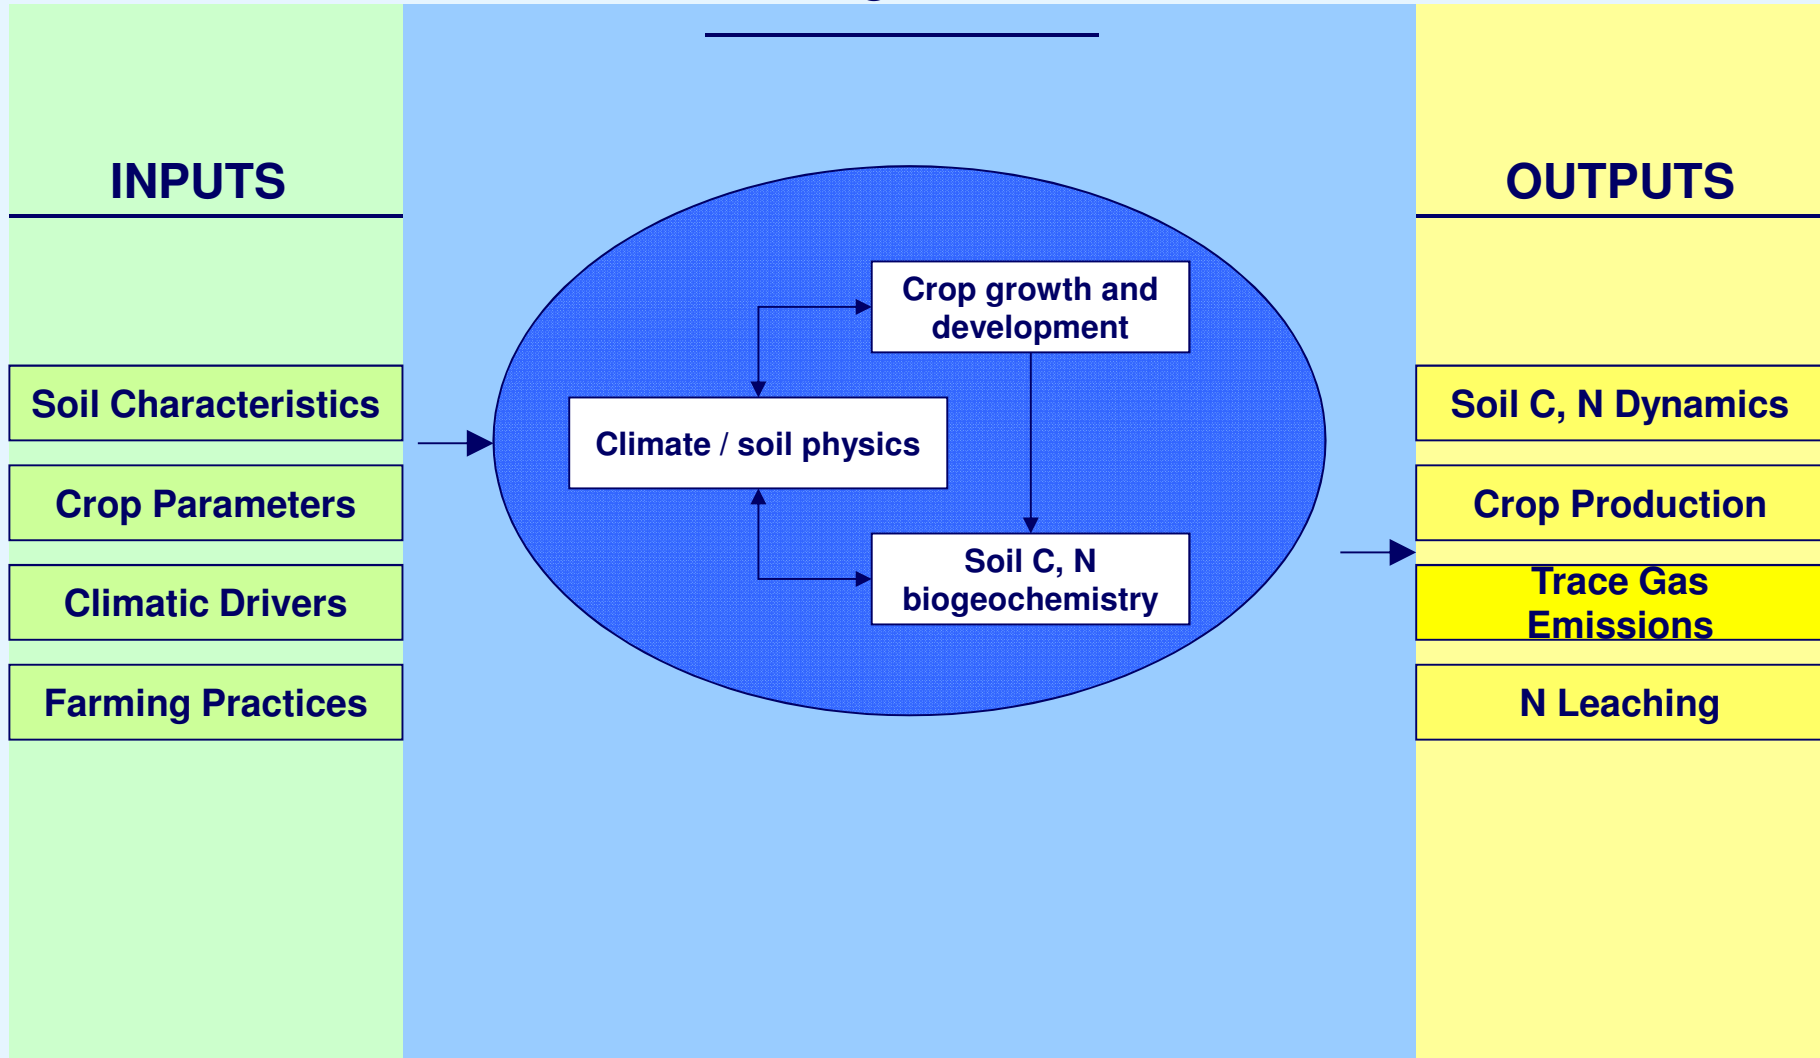 INPUTS
Soil Characteristics
Crop Parameters
Climatic Drivers
Farming Practices
Crop growth and
development
Climate / soil physics
Soil C, N
biogeochemistry
OUTPUTS
Soil C, N Dynamics
Crop Production
Trace Gas
Emissions
N Leaching